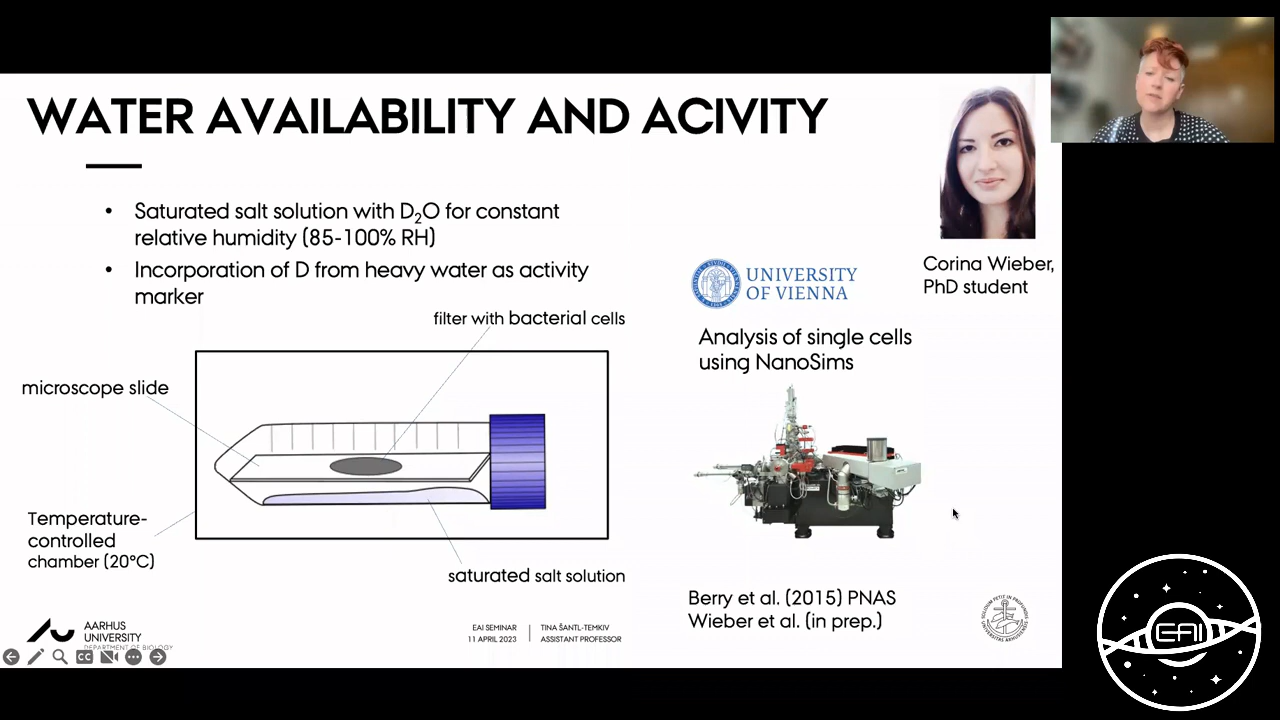 WATER AVAILABILITY AND ACIVITY
• Saturated salt solution with D₂O for constant
relative humidity (85-100% RH)
• Incorporation of D from heavy water as activity
marker
filter with bacterial cells
microscope slide
Temperature-
controlled
chamber (20°C)
saturated salt solution
UNIVERSITY
OF VIENNA
Corina Wieber,
PhD student
Analysis of single cells
using NanoSims
Berry et al. (2015) PNAS
Wieber et al. (in prep.)
AARHUS
UNIVERSITY
DEPARTMENT OF BIOLOGY
EAI SEMINAR
11 APRIL 2023
TINA ŠANTL-TEMKIV
ASSISTANT PROFESSOR
CC
EAI